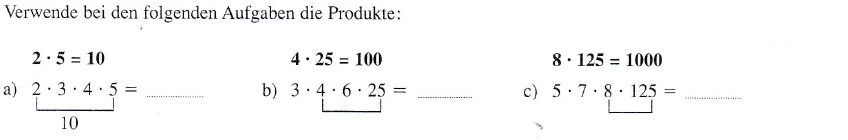 Verwende bei den folgenden Aufgaben die Produkte:
2 · 5 = 10 4 · 25 = 100 8 · 125 = 1000
a) 2 · 3 · 4 · 5 = ............ b) 3 · 4 · 6 · 25 = ............ c) 5 · 7 · 8 · 125 = ............
10